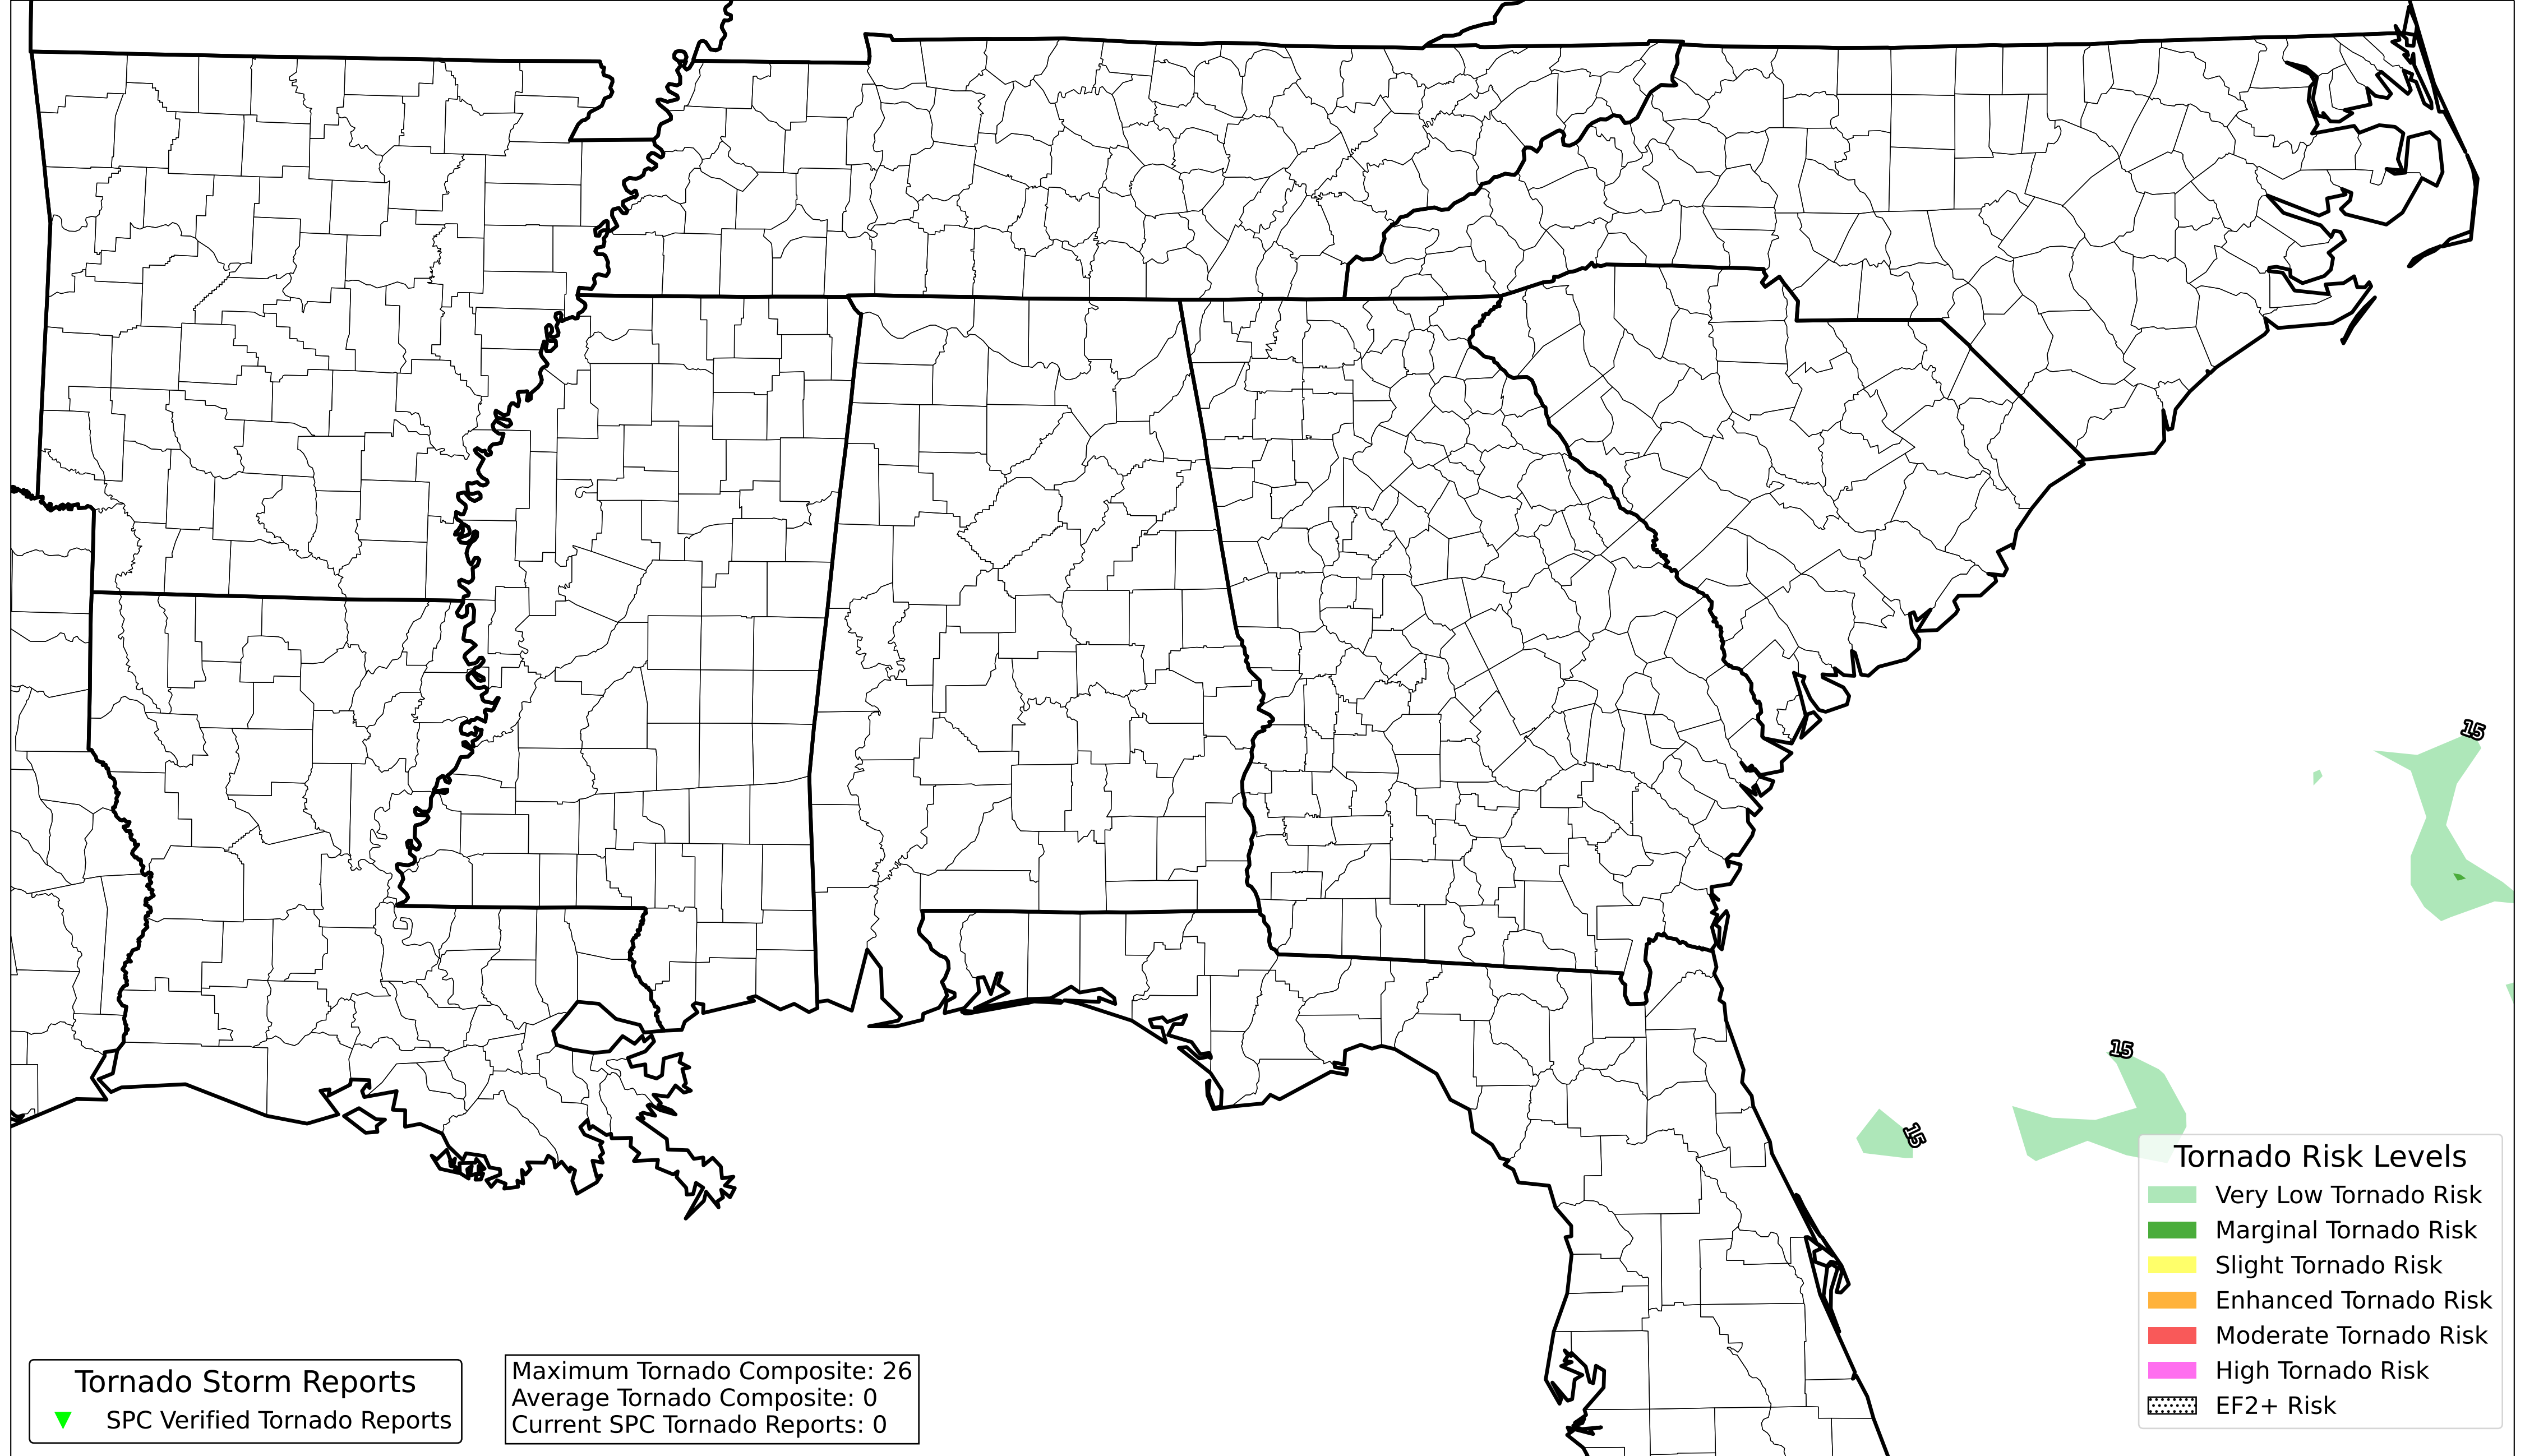 15
15
15
Tornado Risk Levels
Very Low Tornado Risk
Marginal Tornado Risk
Slight Tornado Risk
Enhanced Tornado Risk
Moderate Tornado Risk
High Tornado Risk
EF2+ Risk
Tornado Storm Reports
SPC Verified Tornado Reports
Maximum Tornado Composite: 26
Average Tornado Composite: 0
Current SPC Tornado Reports: 0